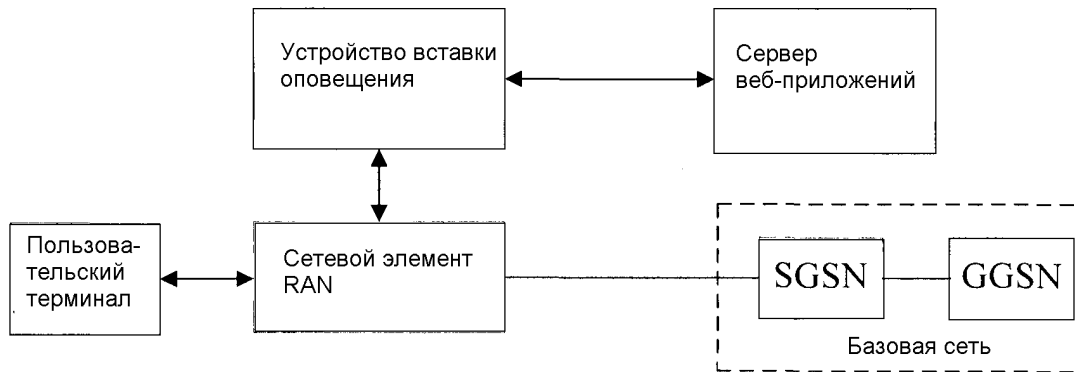 Устройство вставки
оповещения
Сервер
веб-приложений
Пользова-
тельский
терминал
Сетевой элемент
RAN
SGSN
GGSN
Базовая сеть